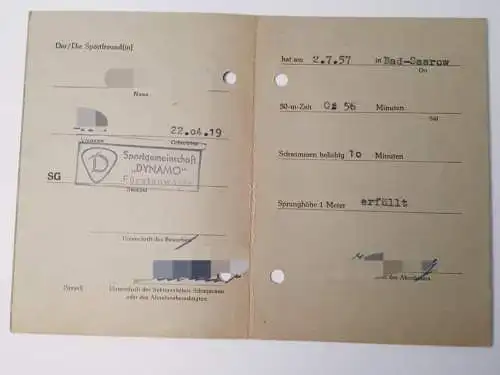 Der/Die Sportfreund[in]
Name
22.04.19
Vorname
SG
Sportgemeinschaft
„DYNAMO"
Fürstenwalde
D
Unterschrift des Bewerbers
Unterschrift des Sektionsleiters Schwimmen
oder des Abnahmeberechtigten
hat am 2.7.57 in Bad-Saarow
Ort
50-m-Zeit 0 56 Minuten
Schwimmen beliebig 10 Minuten
Sprunghöhe 1 Meter erfüllt